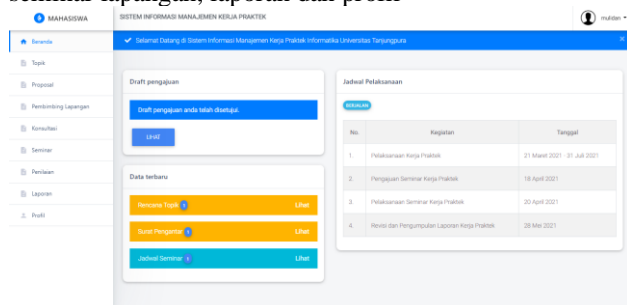 seminar lapangan, laporan dan profil
MAHASISWA
SISTEM INFORMASI MANAJEMEN KERJA PRAKTEK
muhdan
Beranda
Selamat Datang di Sistem Informasi Manajemen Kerja Praktek Informatika Universitas Tanjungpura
×
Topik
Proposal
Pembimbing Lapangan
Konsultasi
Seminar
Penilaian
Laporan
Profil
Draft pengajuan
Draft pengajuan anda telah disetujui.
LIHAT
Data terbaru
Rencana Topik Lihat
Surat Pengantar Lihat
Jadwal Seminar Lihat
Jadwal Pelaksanaan
BERJALAN
No. Kegiatan Tanggal
1. Pelaksanaan Kerja Praktek 21 Maret 2021 - 31 Juli 2021
2. Pengajuan Seminar Kerja Praktek 18 April 2021
3. Pelaksanaan Seminar Kerja Praktek 20 April 2021
4. Revisi dan Pengumpulan Laporan Kerja Praktek 28 Mei 2021